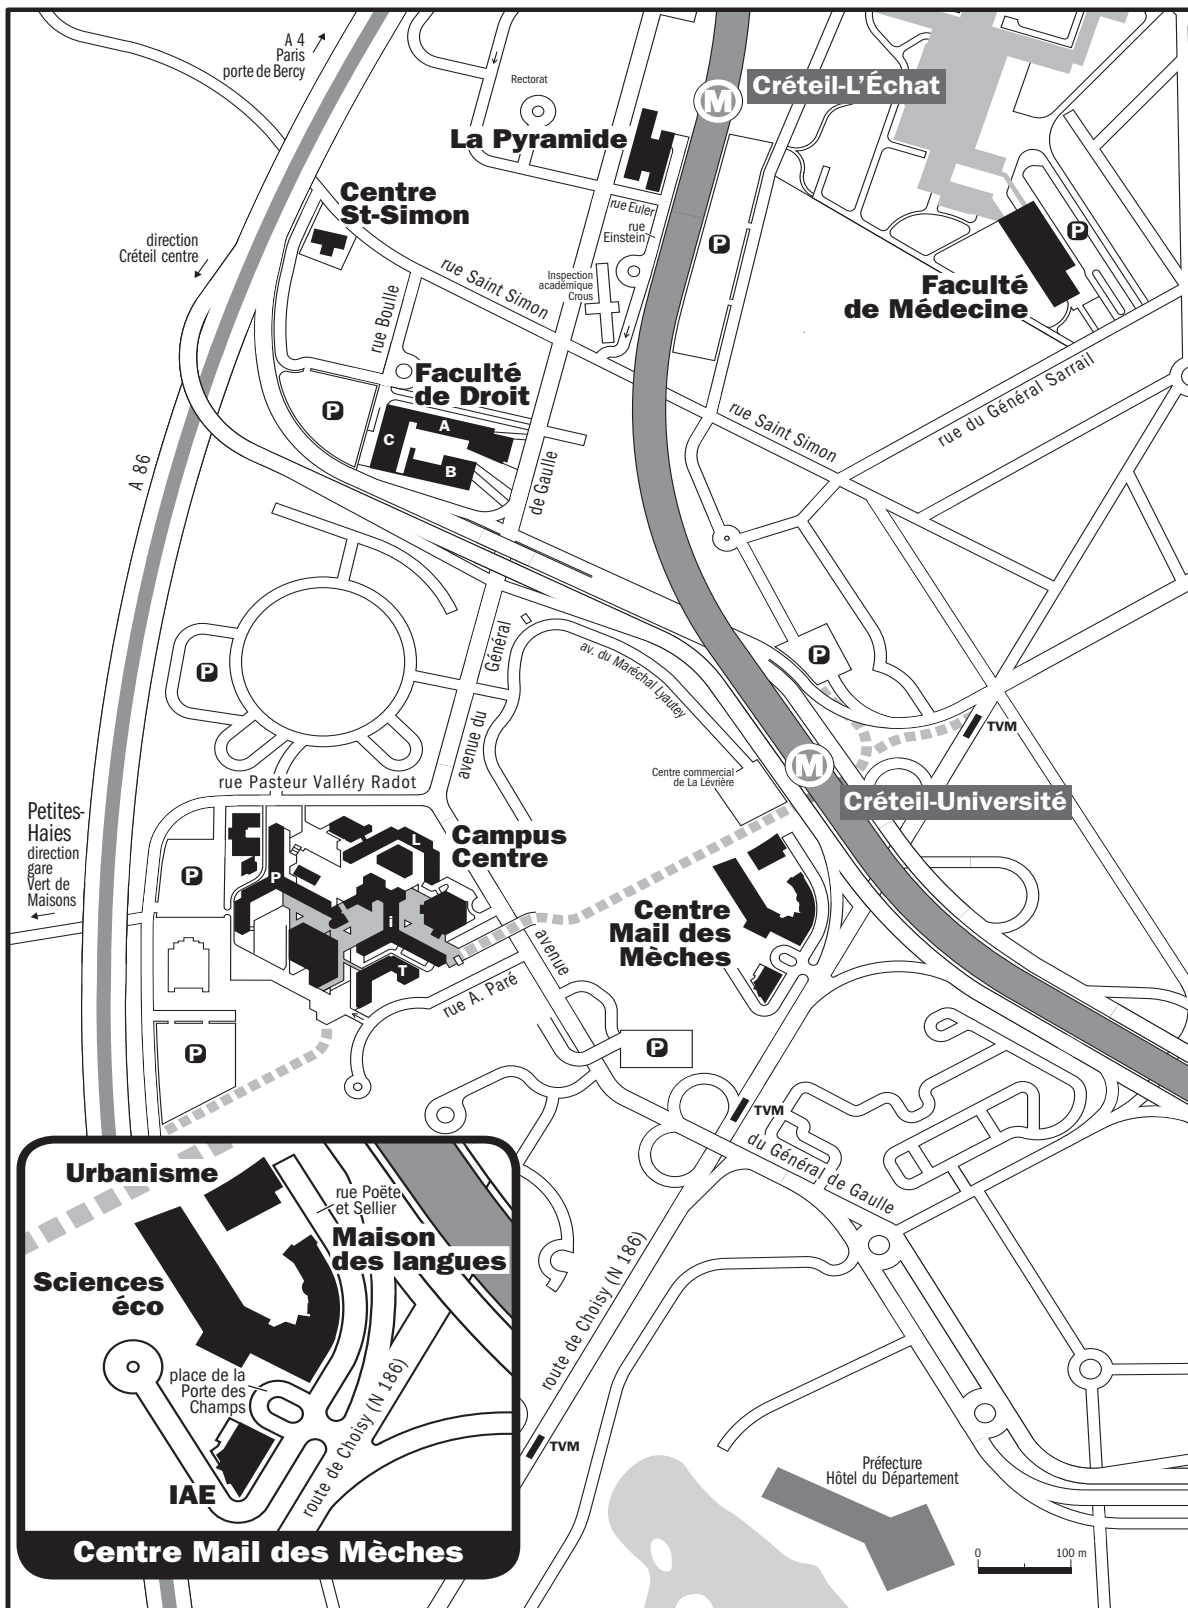 A 4
Paris
porte de Bercy
Rectorat
M
Créteil-L'Échat
La Pyramide
Centre
St-Simon
rue Euler
rue
Einstein
P
P
direction
Créteil centre
rue Saint Simon
Inspection
académique
Crous
Faculté
de Médecine
rue Boulle
Faculté
de Droit
P
A
C
B
rue Saint Simon
rue du Général Sarrail
A 86
de Gaulle
Général
av. du Maréchal Lyautey
P
P
TVM
avenue du
M
Centre commercial
de La Lévrière
rue Pasteur Valléry Radot
Créteil-Université
Petites-
Haies
direction
gare
Vert de
Maisons
Campus
Centre
L
P
P
i
T
Centre
Mail des
Mèches
avenue
rue A. Paré
P
P
TVM
du Général de Gaulle
route de Choisy (N 186)
TVM
Préfecture
Hôtel du Département
0
100 m
Urbanisme
rue Poëte
et Sellier
Maison
des langues
Sciences
éco
place de la
Porte des
Champs
route de Choisy (N 186)
IAE
Centre Mail des Mèches